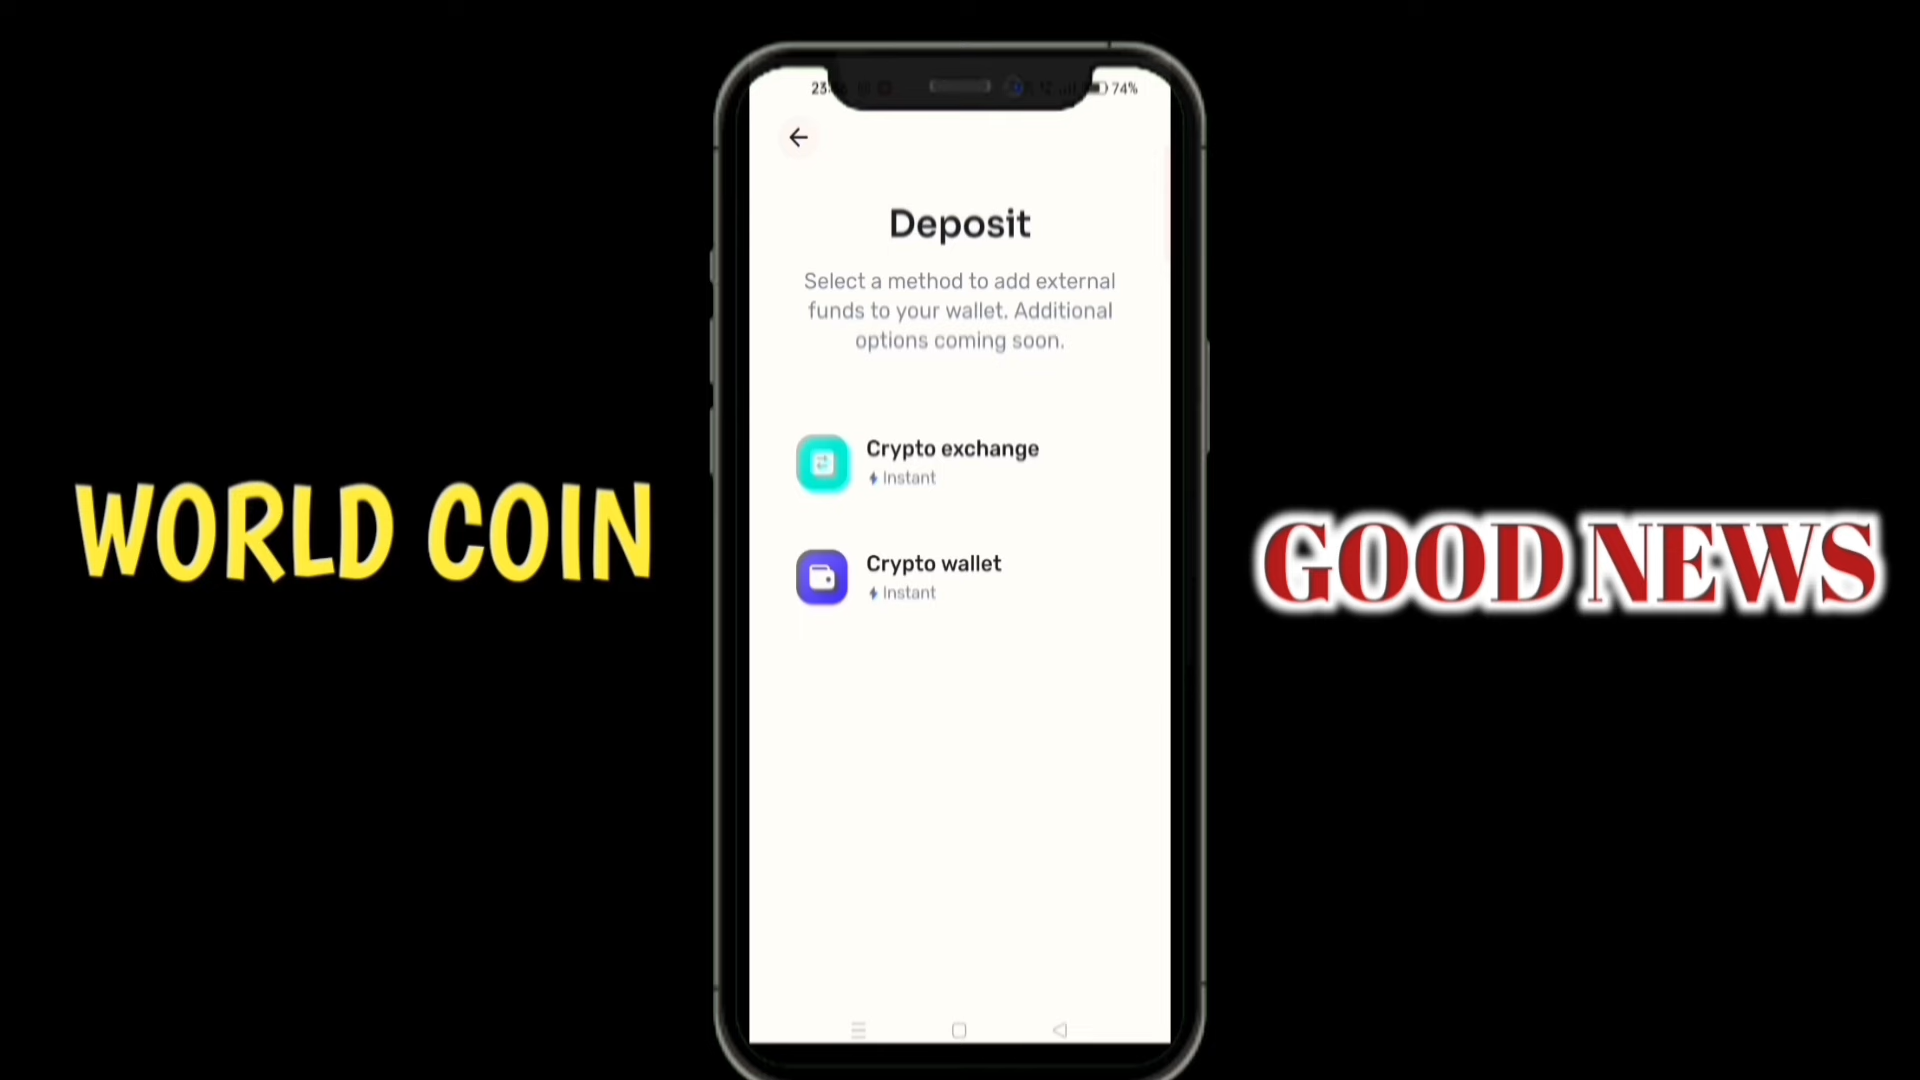 74%
Deposit
Select a method to add external
funds to your wallet. Additional
options coming soon.
Crypto exchange
Instant
Crypto wallet
Instant
WORLD COIN
GOOD NEWS